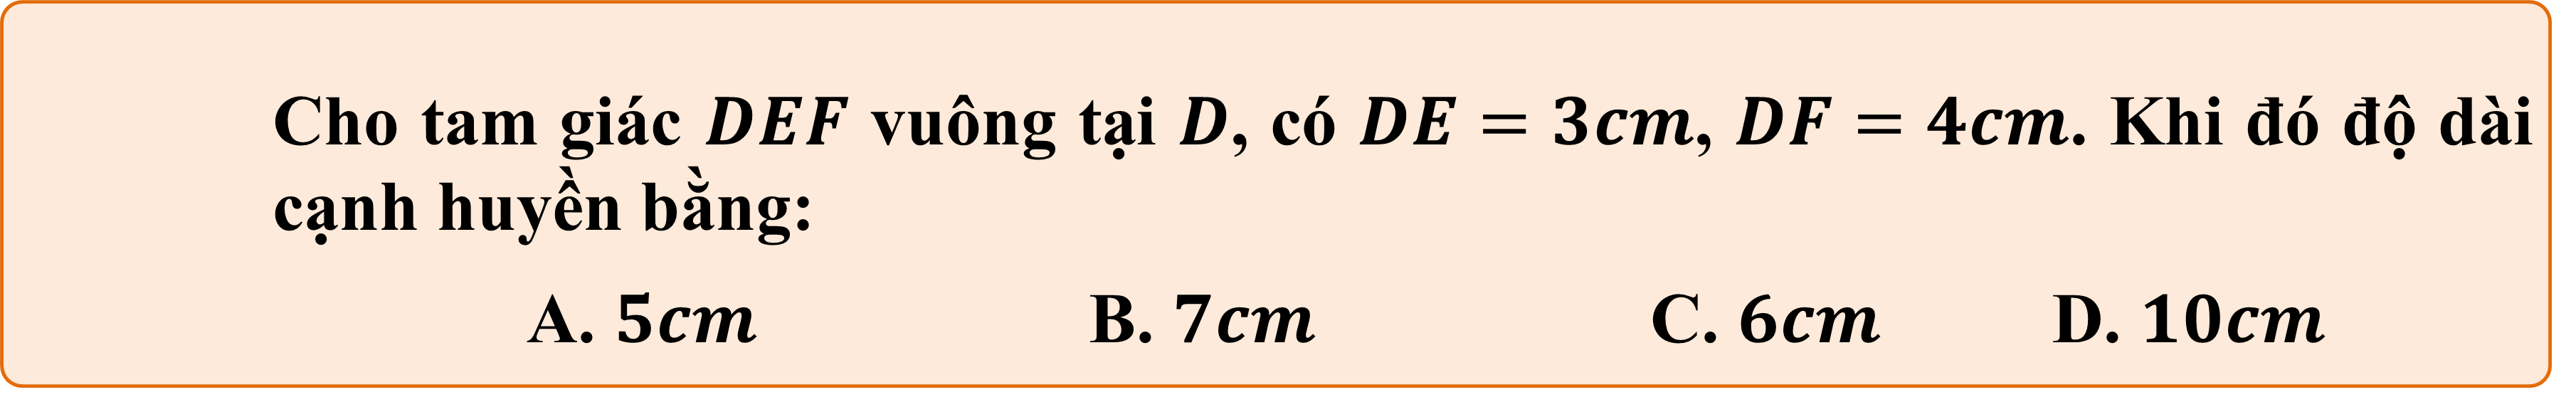 Cho tam giác DEF vuông tại D, có DE = 3cm, DF = 4cm. Khi đó độ dài
cạnh huyền bằng:
A. 5cm B. 7cm C. 6cm D. 10cm